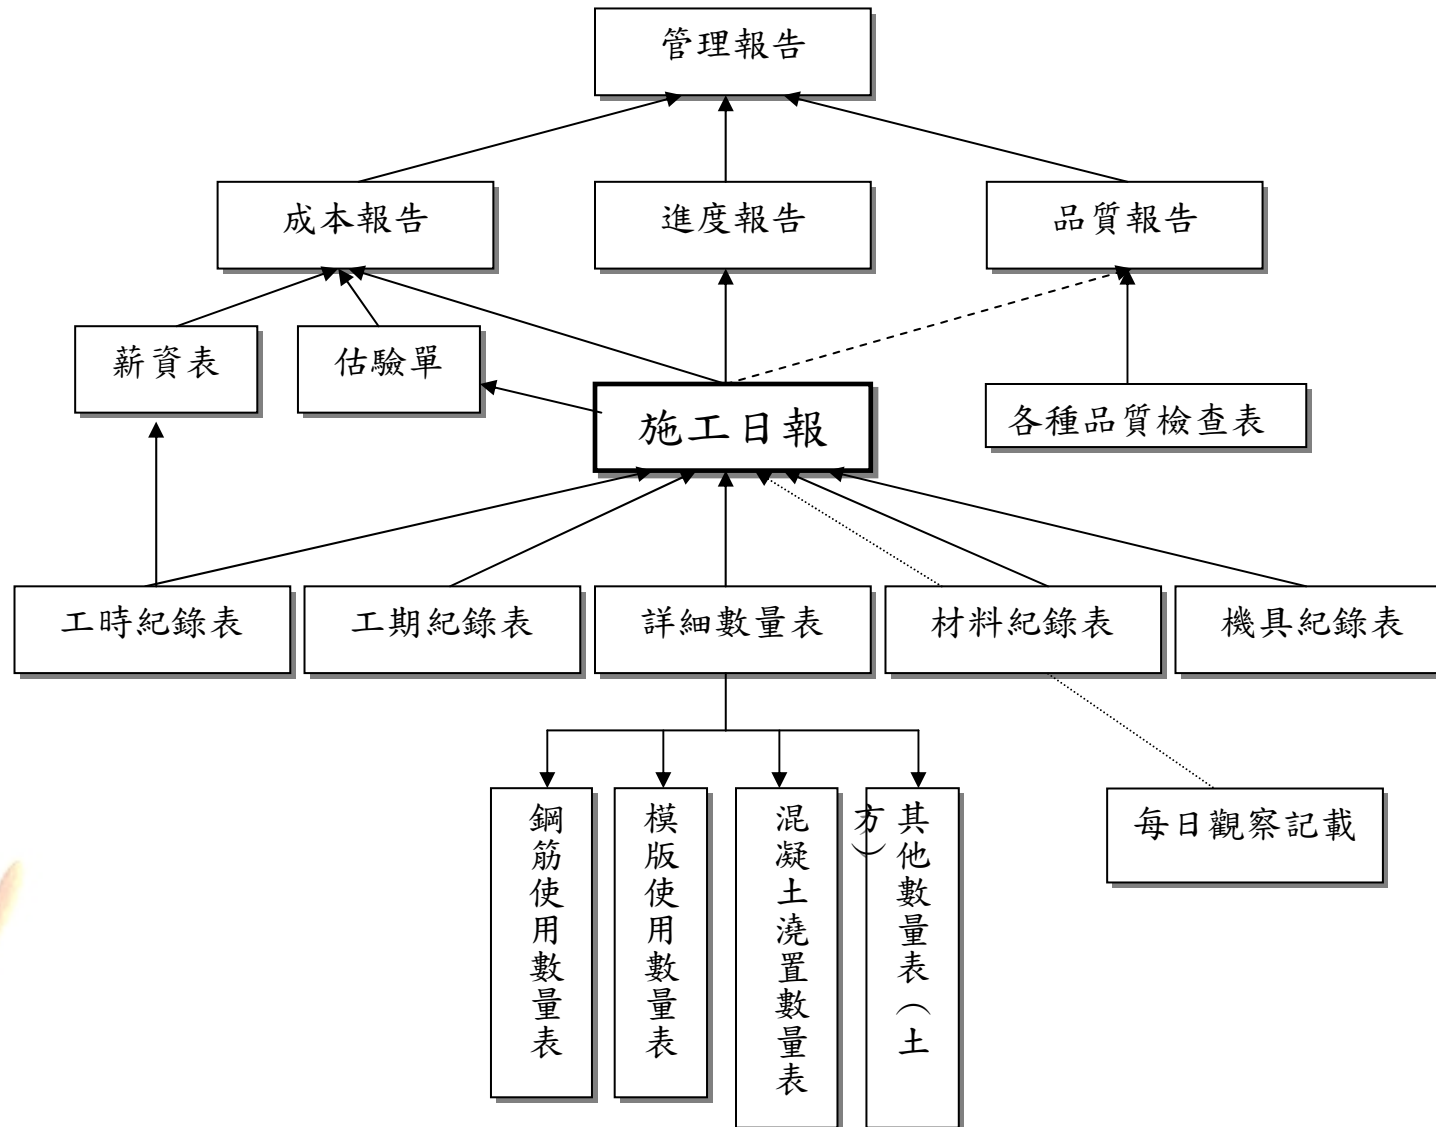 管理報告
成本報告
進度報告
品質報告
薪資表
估驗單
施工日報
各種品質檢查表
工時紀錄表
工期紀錄表
詳細數量表
材料紀錄表
機具紀錄表
鋼筋使用數量表
模版使用數量表
混凝土澆置數量表
其他數量表（土
方）
每日觀察記載